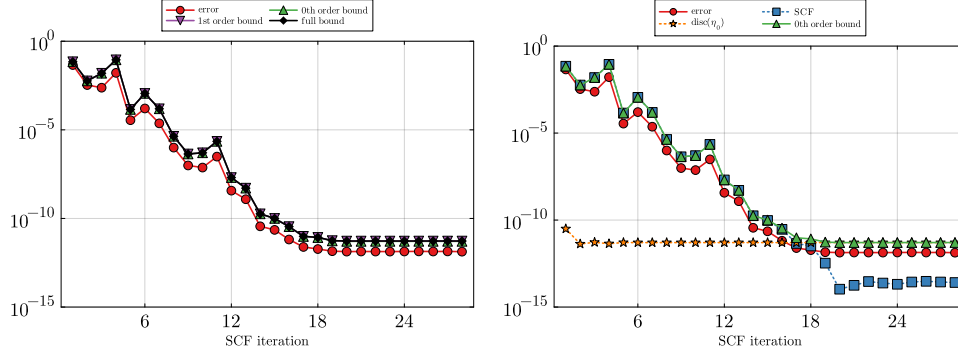 error
0th order bound
1st order bound
full bound
10^0
10^-5
10^-10
10^-15
6
12
18
24
SCF iteration
error
SCF
disc(η_0)
0th order bound
10^0
10^-5
10^-10
10^-15
6
12
18
24
SCF iteration